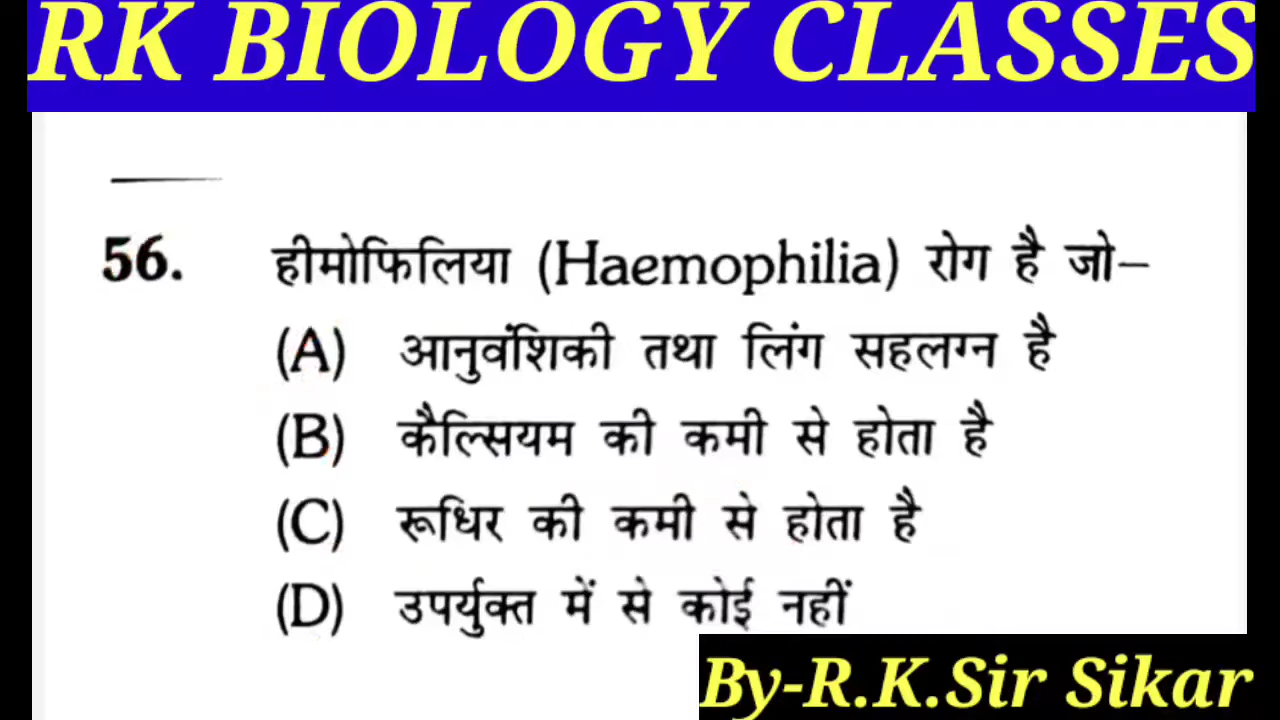 RK BIOLOGY CLASSES
56. हीमोफिलिया (Haemophilia) रोग है जो–
(A) आनुवंशिकी तथा लिंग सहलग्न है
(B) कैल्सियम की कमी से होता है
(C) रूधिर की कमी से होता है
(D) उपर्युक्त में से कोई नहीं
By-R.K.Sir Sikar